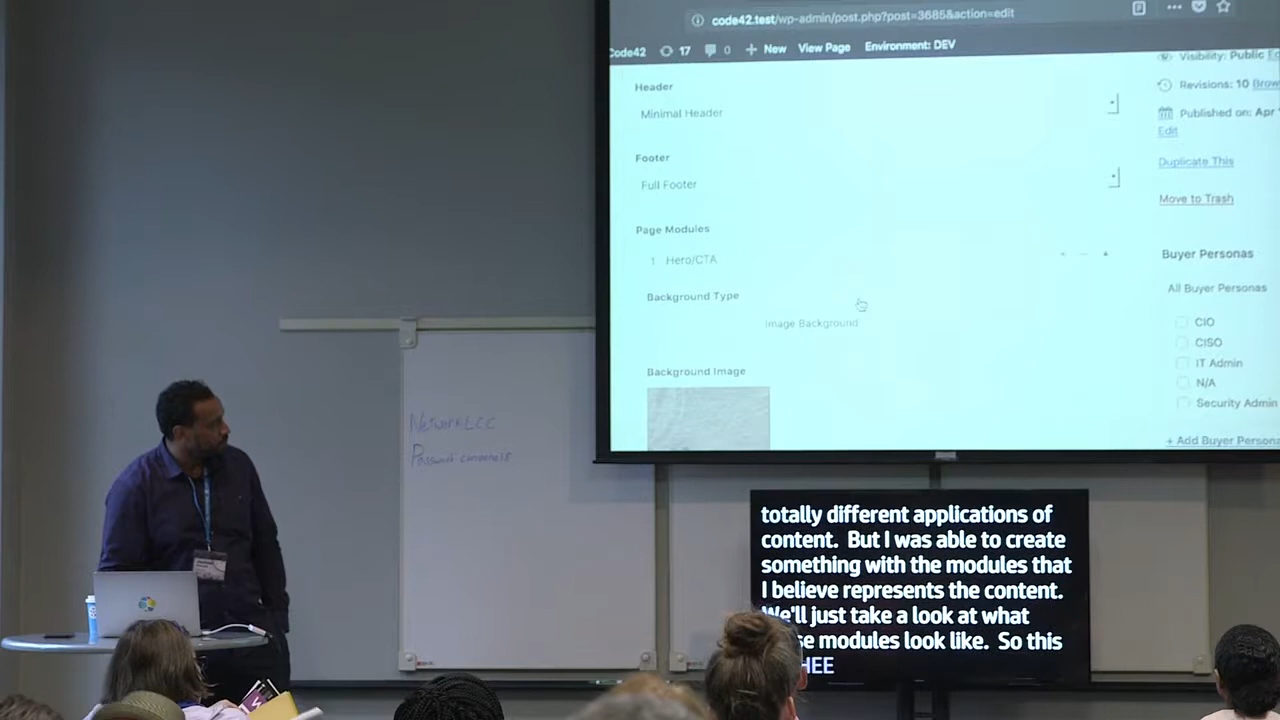 code42.test/wp-admin/post.php?post=3685&action=edit
Code42 17 0 New View Page Environment: DEV
Header
Minimal Header
Footer
Full Footer
Page Modules
1 Hero/CTA
Background Type
Image Background
Background Image
Visibility: Public
Revisions: 10 Brow
Published on: Apr
Edit
Duplicate This
Move to Trash
Buyer Personas
All Buyer Personas
CIO
CISO
IT Admin
N/A
Security Admin
+ Add Buyer Persona
totally different applications of
content. But I was able to create
something with the modules that
I believe represents the content.
We'll just take a look at what
se modules look like. So this
HEE